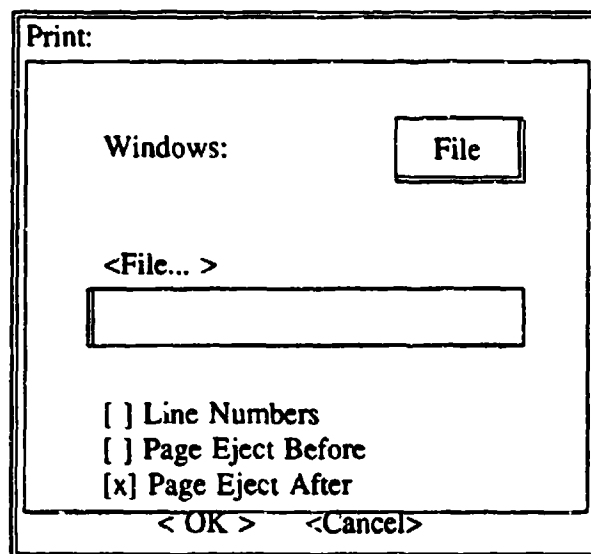 Print:
Windows: File
<File... >
[ ] Line Numbers
[ ] Page Eject Before
[x] Page Eject After
< OK > <Cancel>